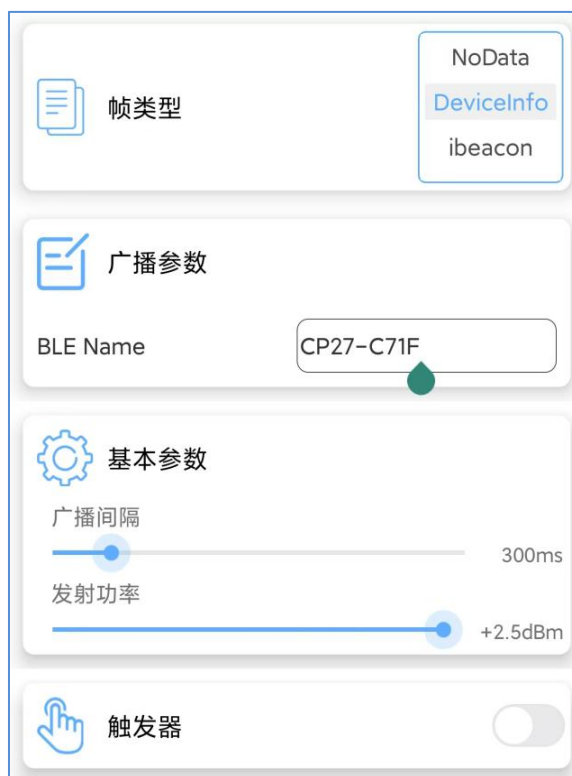 NoData
帧类型
DeviceInfo
ibeacon
广播参数
BLE Name
CP27-C71F
基本参数
广播间隔
300ms
发射功率
+2.5dBm
触发器